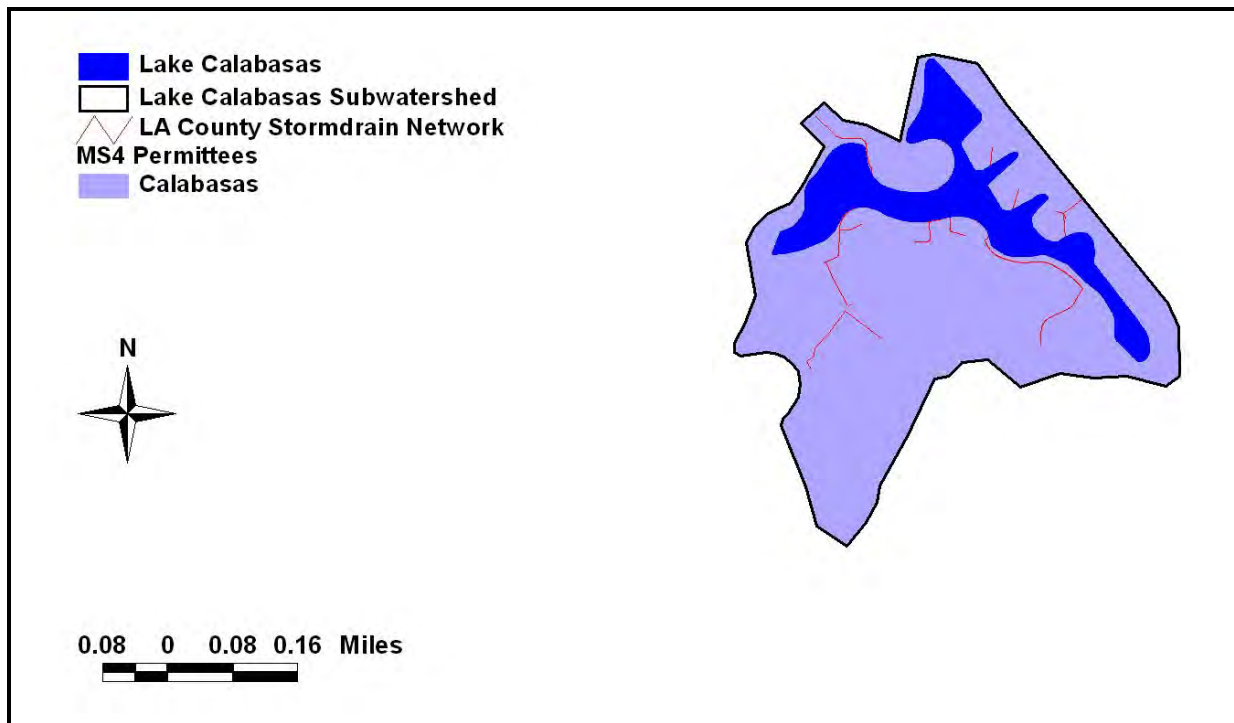 Lake Calabasas
Lake Calabasas Subwatershed
LA County Stormdrain Network
MS4 Permittees
Calabasas
N
0.08 0 0.08 0.16 Miles